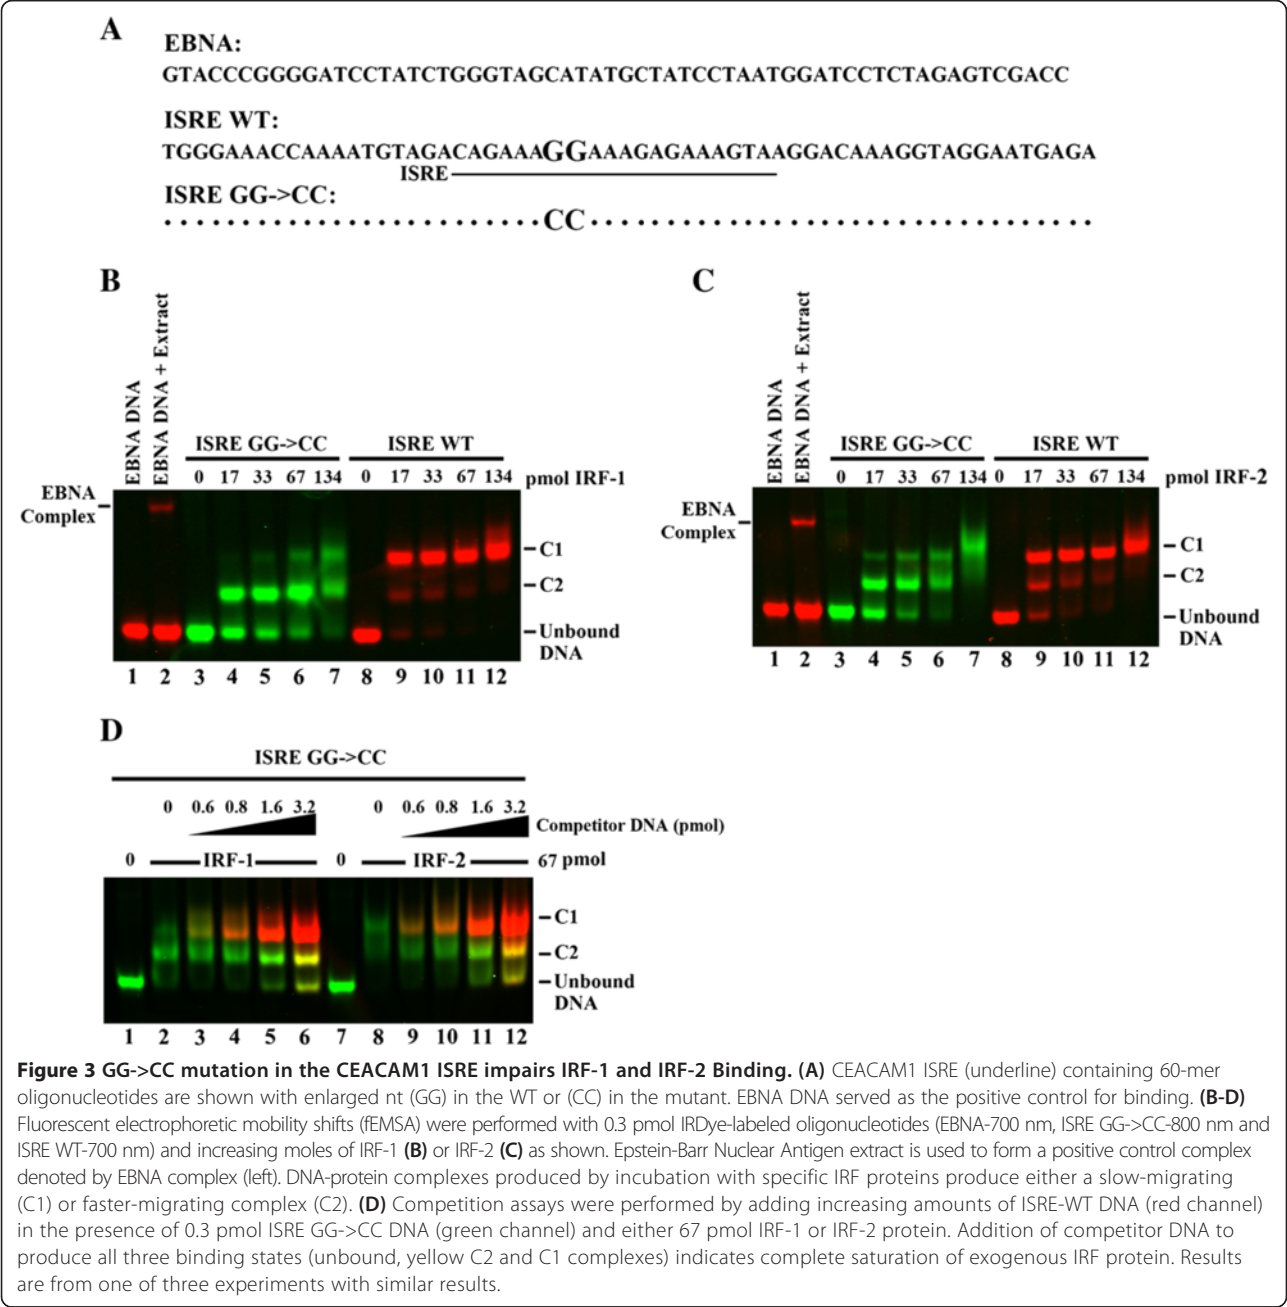 A
EBNA:
GTACCCGGGGATCCTATCTGGGTAGCATATGCTATCCTAATGGATCCTCTAGAGTCGACC
ISRE WT:
TGGGAAACCAAAATGTAGACAGAAAGGAAAGAGAAAGTAAGGACAAAGGTAGGAATGAGA
ISRE
ISRE GG->CC:
CC
B
EBNA DNA
EBNA DNA + Extract
ISRE GG->CC
ISRE WT
0 17 33 67 134 0 17 33 67 134 pmol IRF-1
EBNA
Complex
C1
C2
Unbound
DNA
1 2 3 4 5 6 7 8 9 10 11 12
C
EBNA DNA
EBNA DNA + Extract
ISRE GG->CC
ISRE WT
0 17 33 67 134 0 17 33 67 134 pmol IRF-2
EBNA
Complex
C1
C2
Unbound
DNA
1 2 3 4 5 6 7 8 9 10 11 12
D
ISRE GG->CC
0 0.6 0.8 1.6 3.2 0 0.6 0.8 1.6 3.2
Competitor DNA (pmol)
0 IRF-1 0 IRF-2 67 pmol
C1
C2
Unbound
DNA
1 2 3 4 5 6 7 8 9 10 11 12
Figure 3 GG->CC mutation in the CEACAM1 ISRE impairs IRF-1 and IRF-2 Binding. (A) CEACAM1 ISRE (underline) containing 60-mer
oligonucleotides are shown with enlarged nt (GG) in the WT or (CC) in the mutant. EBNA DNA served as the positive control for binding. (B-D)
Fluorescent electrophoretic mobility shifts (fEMSA) were performed with 0.3 pmol IRDye-labeled oligonucleotides (EBNA-700 nm, ISRE GG->CC-800 nm and
ISRE WT-700 nm) and increasing moles of IRF-1 (B) or IRF-2 (C) as shown. Epstein-Barr Nuclear Antigen extract is used to form a positive control complex
denoted by EBNA complex (left). DNA-protein complexes produced by incubation with specific IRF proteins produce either a slow-migrating
(C1) or faster-migrating complex (C2). (D) Competition assays were performed by adding increasing amounts of ISRE-WT DNA (red channel)
in the presence of 0.3 pmol ISRE GG->CC DNA (green channel) and either 67 pmol IRF-1 or IRF-2 protein. Addition of competitor DNA to
produce all three binding states (unbound, yellow C2 and C1 complexes) indicates complete saturation of exogenous IRF protein. Results
are from one of three experiments with similar results.